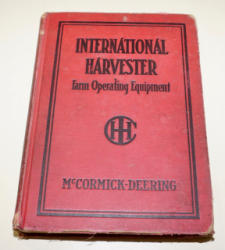 INTERNATIONAL
HARVESTER
Farm Operating Equipment
IHC
McCORMICK-DEERING